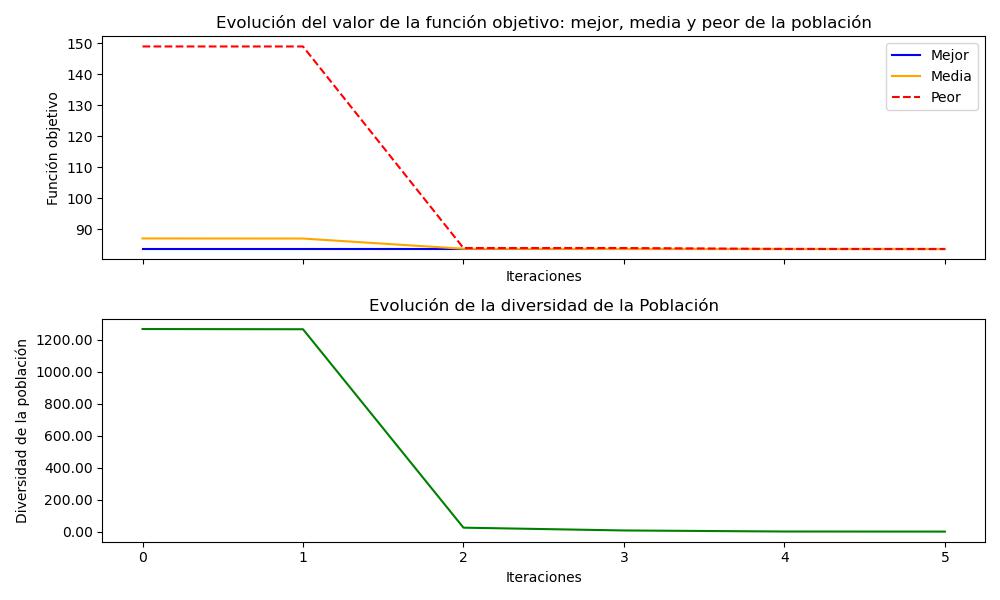 Evolución del valor de la función objetivo: mejor, media y peor de la población
150
140
130
120
110
100
90
Función objetivo
Mejor
Media
Peor
Iteraciones
Evolución de la diversidad de la Población
1200.00
1000.00
800.00
600.00
400.00
200.00
0.00
Diversidad de la población
0 1 2 3 4 5
Iteraciones